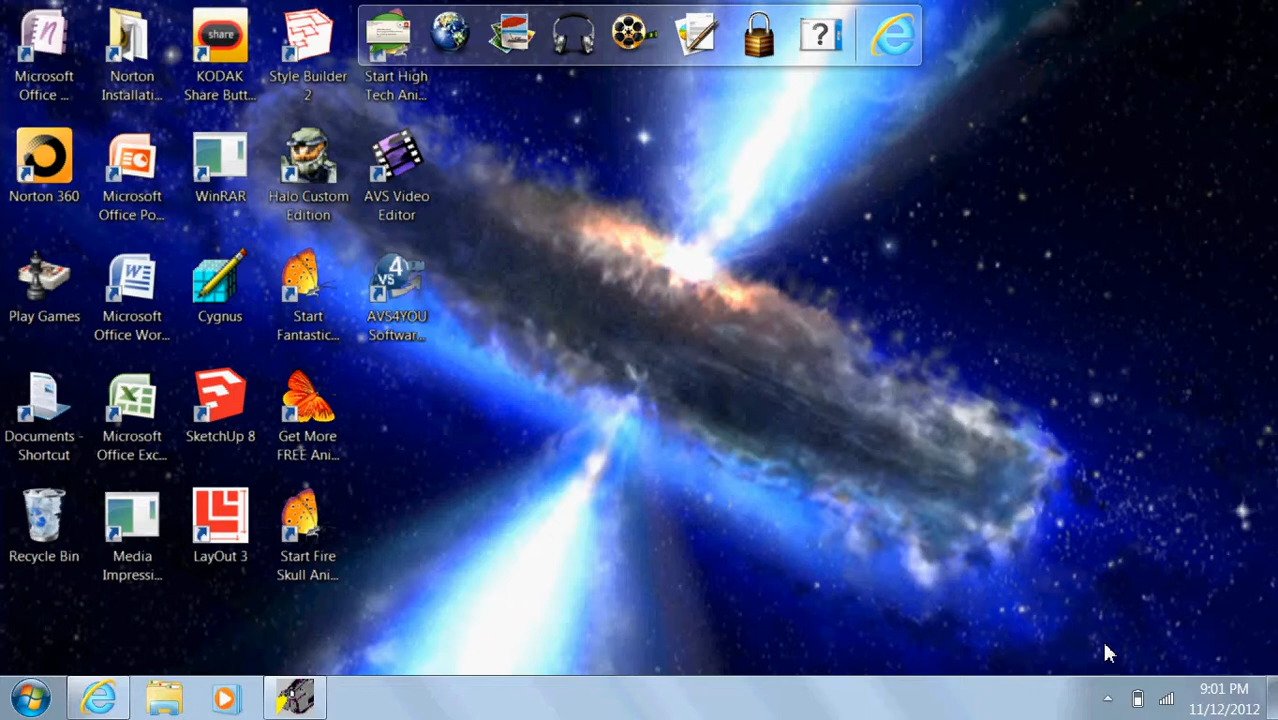 Microsoft
Office ...
Norton
Installati...
share
KODAK
Share Butt...
Style Builder
2
Start High
Tech Ani...
Norton 360
Microsoft
Office Po...
WinRAR
Halo Custom
Edition
AVS Video
Editor
Play Games
Microsoft
Office Wor...
Cygnus
Start
Fantastic...
4
VS
AVS4YOU
Softwar...
Documents -
Shortcut
Microsoft
Office Exc...
SketchUp 8
Get More
FREE Ani...
Recycle Bin
Media
Impressi...
LayOut 3
Start Fire
Skull Ani...
9:01 PM
11/12/2012